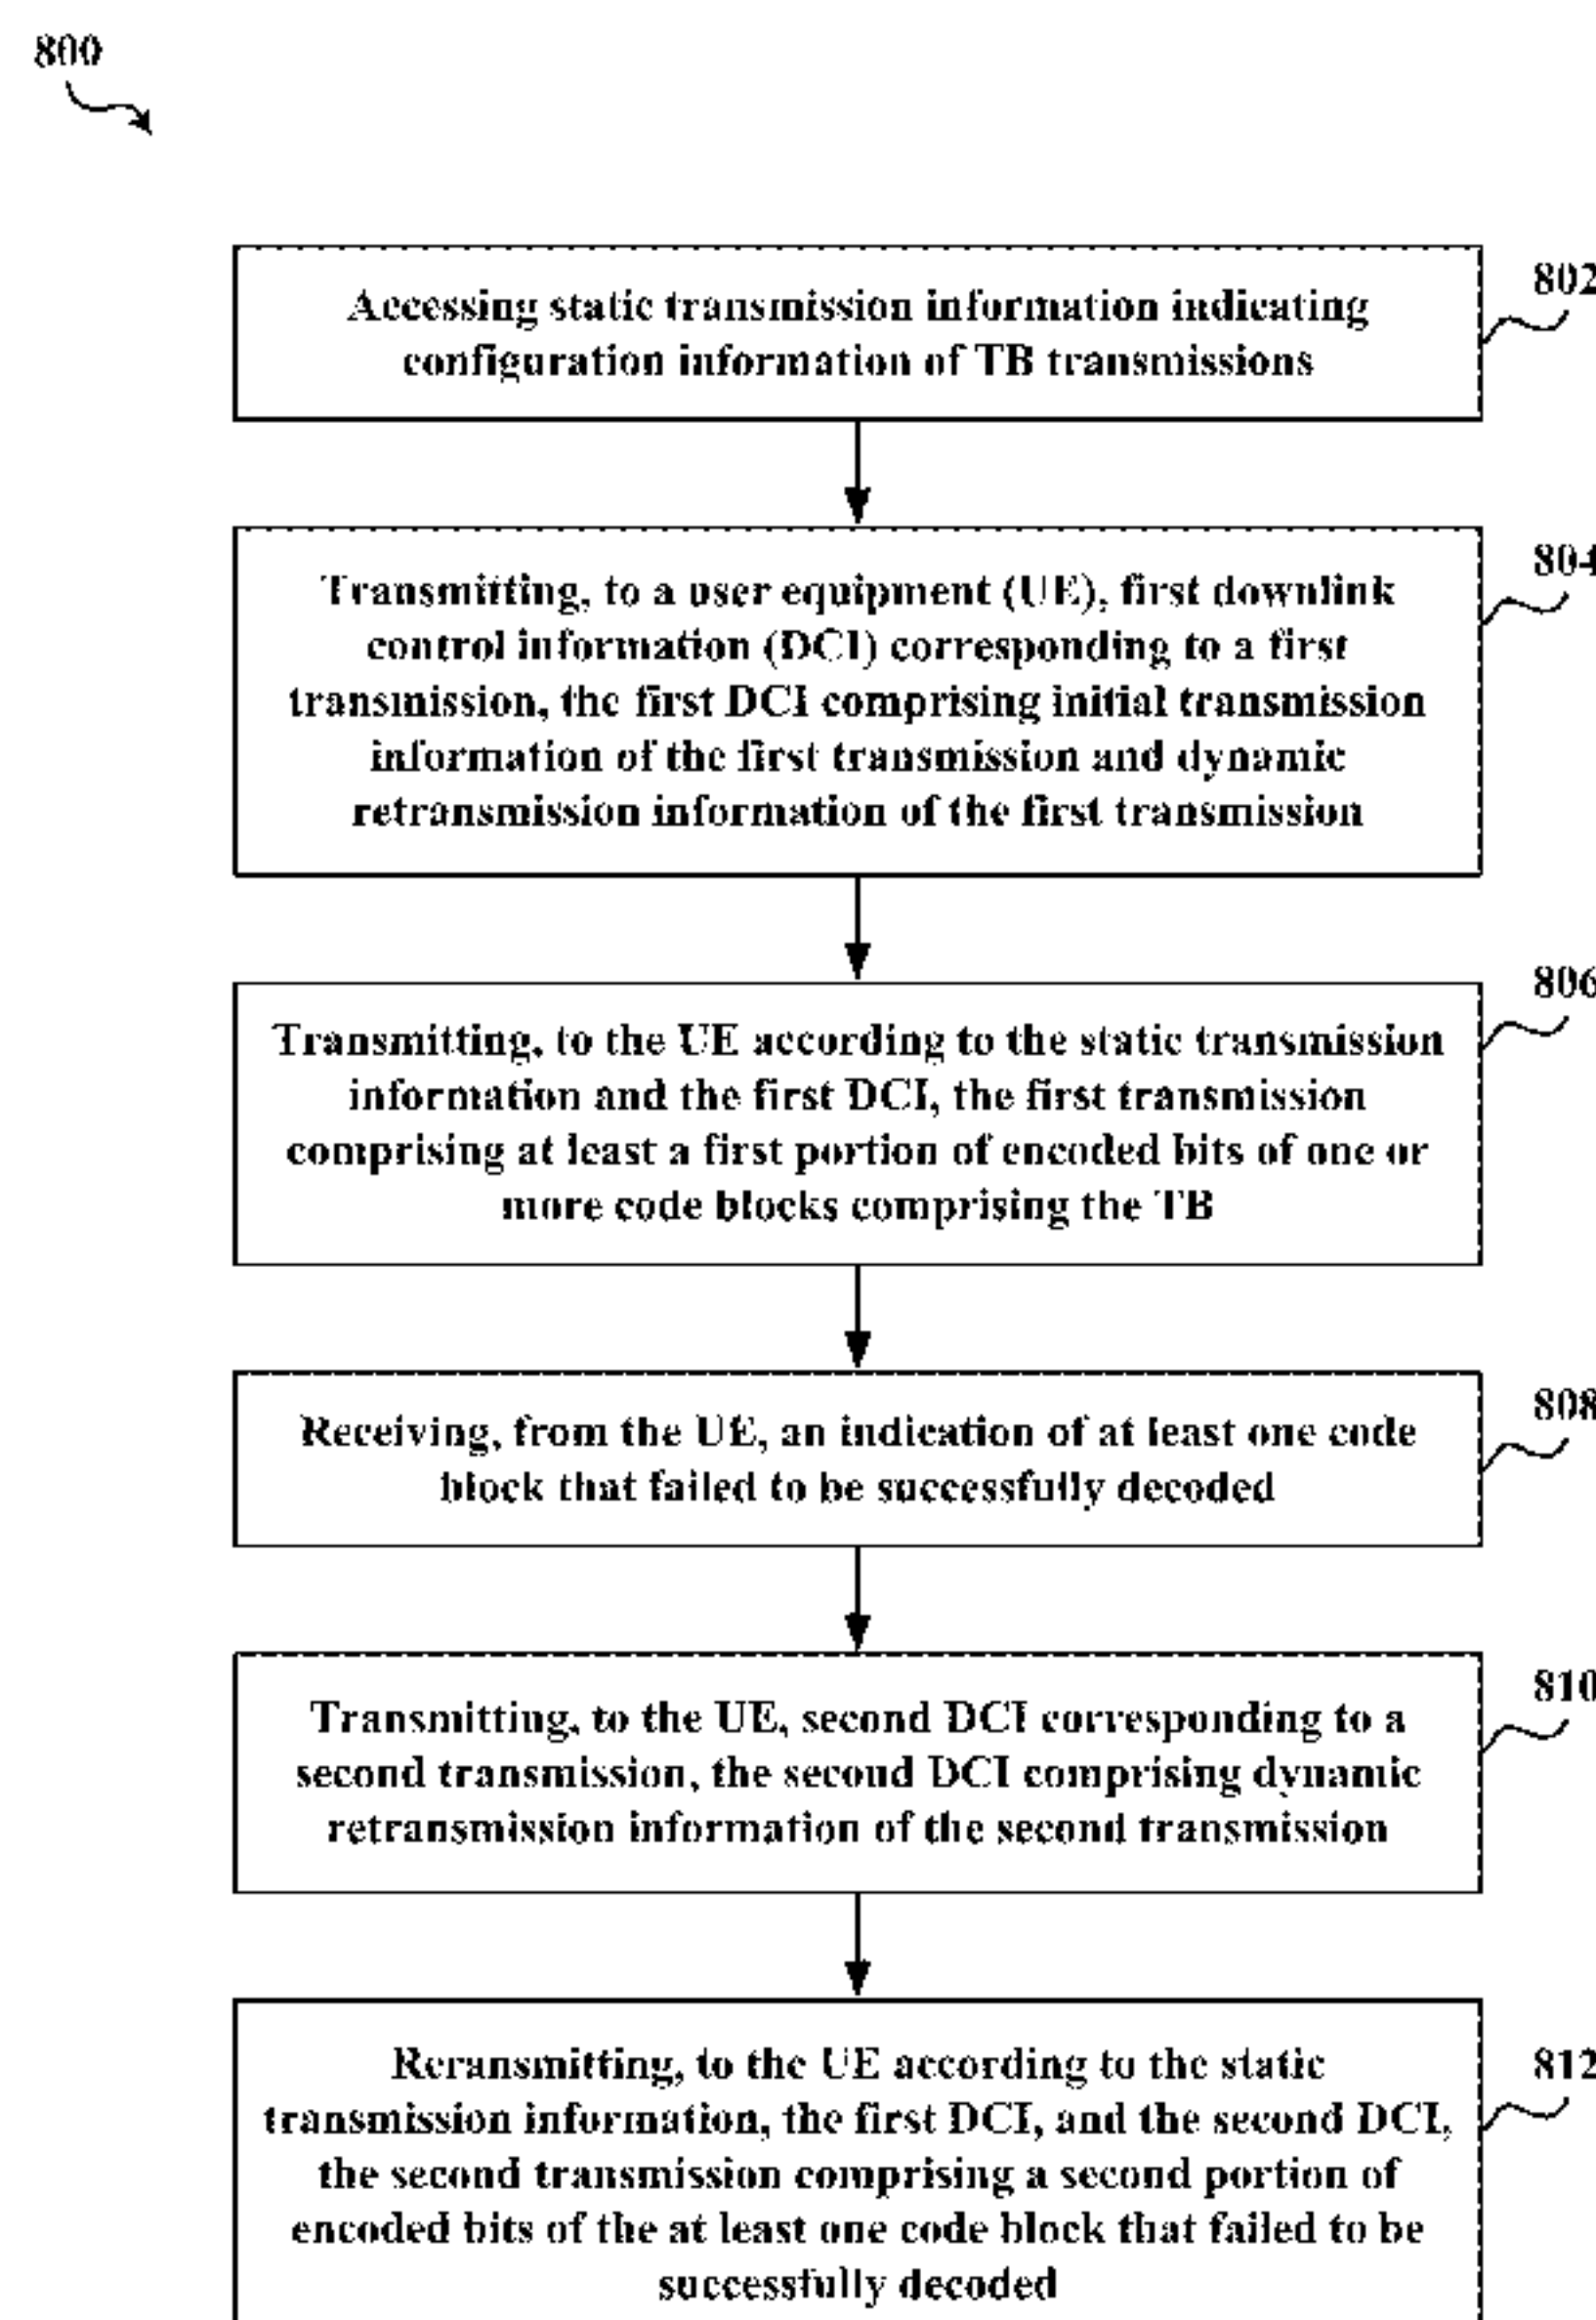 800
Accessing static transmission information indicating
configuration information of TB transmissions
802
Transmitting, to a user equipment (UE), first downlink
control information (DCI) corresponding to a first
transmission, the first DCI comprising initial transmission
information of the first transmission and dynamic
retransmission information of the first transmission
804
Transmitting, to the UE according to the static transmission
information and the first DCI, the first transmission
comprising at least a first portion of encoded bits of one or
more code blocks comprising the TB
806
Receiving, from the UE, an indication of at least one code
block that failed to be successfully decoded
808
Transmitting, to the UE, second DCI corresponding to a
second transmission, the second DCI comprising dynamic
retransmission information of the second transmission
810
Reransmitting, to the UE according to the static
transmission information, the first DCI, and the second DCI,
the second transmission comprising a second portion of
encoded bits of the at least one code block that failed to be
successfully decoded
812